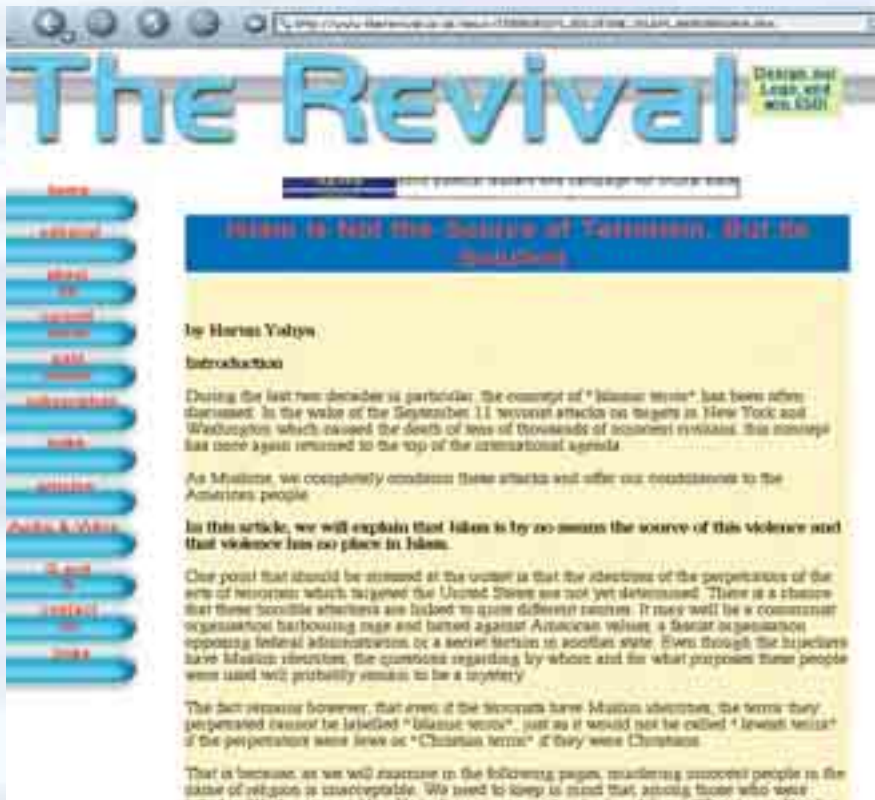 The Revival
Design our
Logo and
win £50!
home
Islam is Not the Source of Terrorism, But Its
Solution
about
us
current
past
links
Audio & Video
Q and
contact
us
links
by Harun Yahya
Introduction
During the last two decades in particular, the concept of "Islamic terror" has been often
discussed. In the wake of the September 11 terrorist attacks on targets in New York and
Washington which caused the death of tens of thousands of innocent civilians, this concept
has once again returned to the top of the international agenda.
As Muslims, we completely condemn these attacks and offer our condolences to the
American people.
In this article, we will explain that Islam is by no means the source of this violence and
that violence has no place in Islam.
One point that should be stressed at the outset is that the identities of the perpetrators of the
acts of terrorism which targeted the United States are not yet determined. There is a chance
that these horrible attackers are linked to quite different centres. It may well be a communist
organisation harbouring rage and hatred against American values, a fascist organisation
opposing federal administration or a secret faction in another state. Even though the hijackers
have Muslim identities, the questions regarding by whom and for what purposes these people
were used will probably remain to be a mystery.
The fact remains however, that even if the terrorists have Muslim identities, the terror they
perpetrated cannot be labelled "Islamic terror", just as it would not be called "Jewish terror"
if the perpetrators were Jews or "Christian terror" if they were Christians.
That is because, as we will examine in the following pages, murdering innocent people in the
name of religion is unacceptable. We need to keep in mind that, among those who were